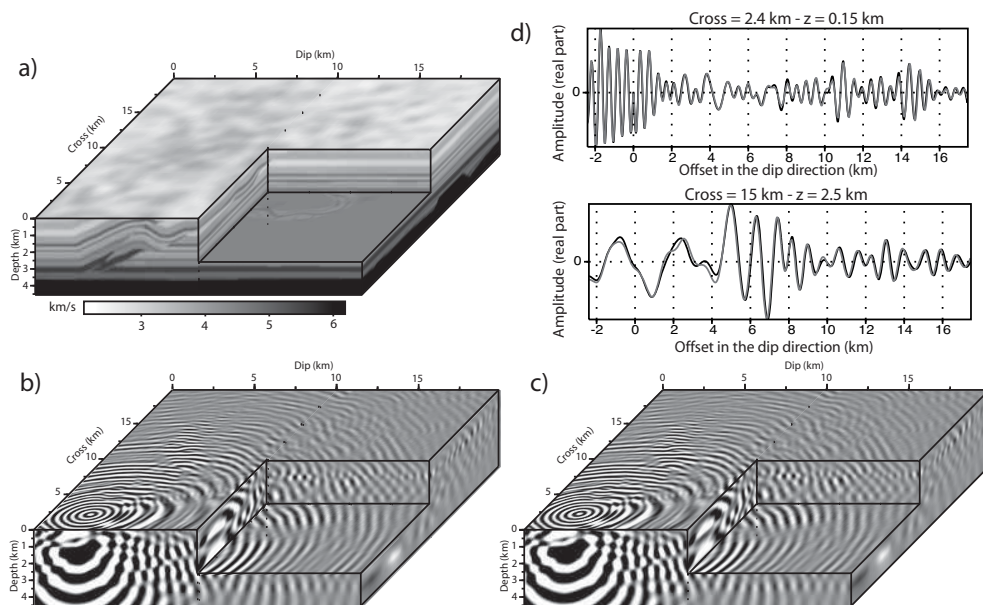 a)
Dip (km)
0 5 10 15
Cross (km)
15
10
5
0
Depth (km)
0
1
2
3
4
km/s
3 4 5 6
d)
Cross = 2.4 km - z = 0.15 km
Amplitude (real part)
0
-2 0 2 4 6 8 10 12 14 16
Offset in the dip direction (km)
Cross = 15 km - z = 2.5 km
Amplitude (real part)
0
-2 0 2 4 6 8 10 12 14 16
Offset in the dip direction (km)
b)
Dip (km)
0 5 10 15
Cross (km)
15
10
5
0
Depth (km)
1
2
3
4
c)
Dip (km)
0 5 10 15
Cross (km)
15
10
5
0
Depth (km)
1
2
3
4